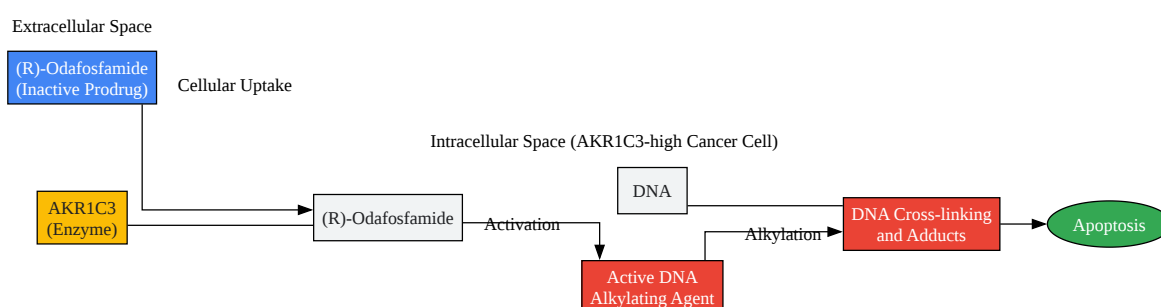 Extracellular Space
(R)-Odafosfamide
(Inactive Prodrug)
Cellular Uptake
Intracellular Space (AKR1C3-high Cancer Cell)
DNA
AKR1C3
(Enzyme)
(R)-Odafosfamide
Activation
Alkylation
DNA Cross-linking
and Adducts
Apoptosis
Active DNA
Alkylating Agent